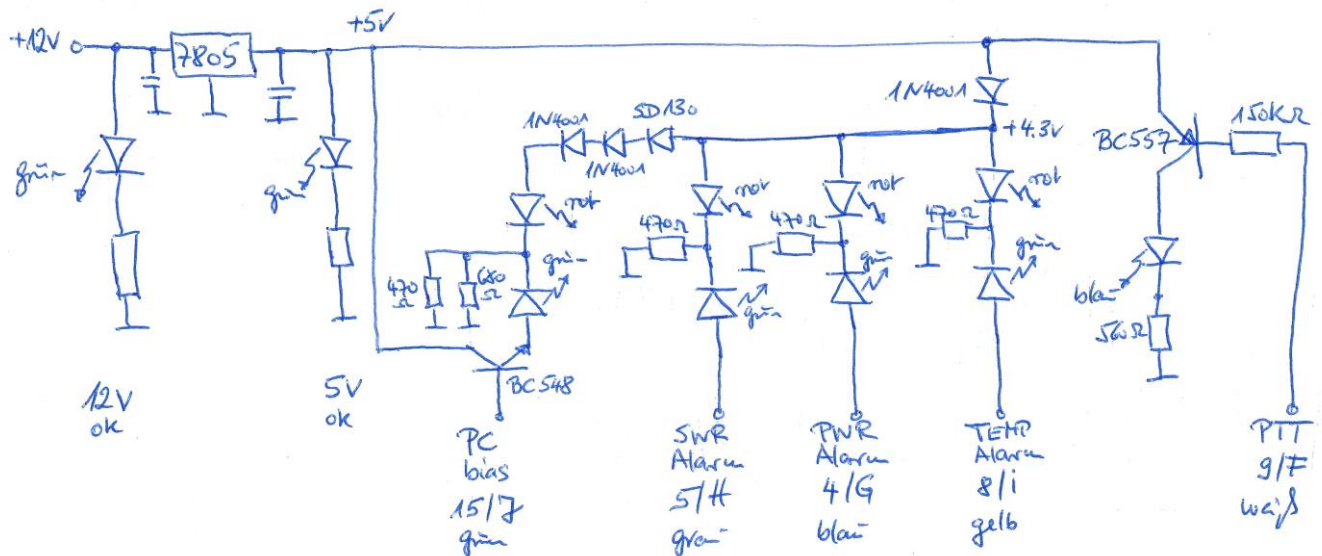 +5V
+12V
7805
1N4001
SD130
1N4001
1N4001
+4.3V
BC557
150KΩ
grün
grün
rot
rot
rot
rot
470Ω
470Ω
470Ω
470
Ω
680
Ω
grün
grün
grün
grün
blau
560Ω
BC548
12V
ok
5V
ok
PC
bias
15/J
grün
SWR
Alarm
5/H
grau
PWR
Alarm
4/G
blau
TEMP
Alarm
8/i
gelb
PTT
9/F
weiß